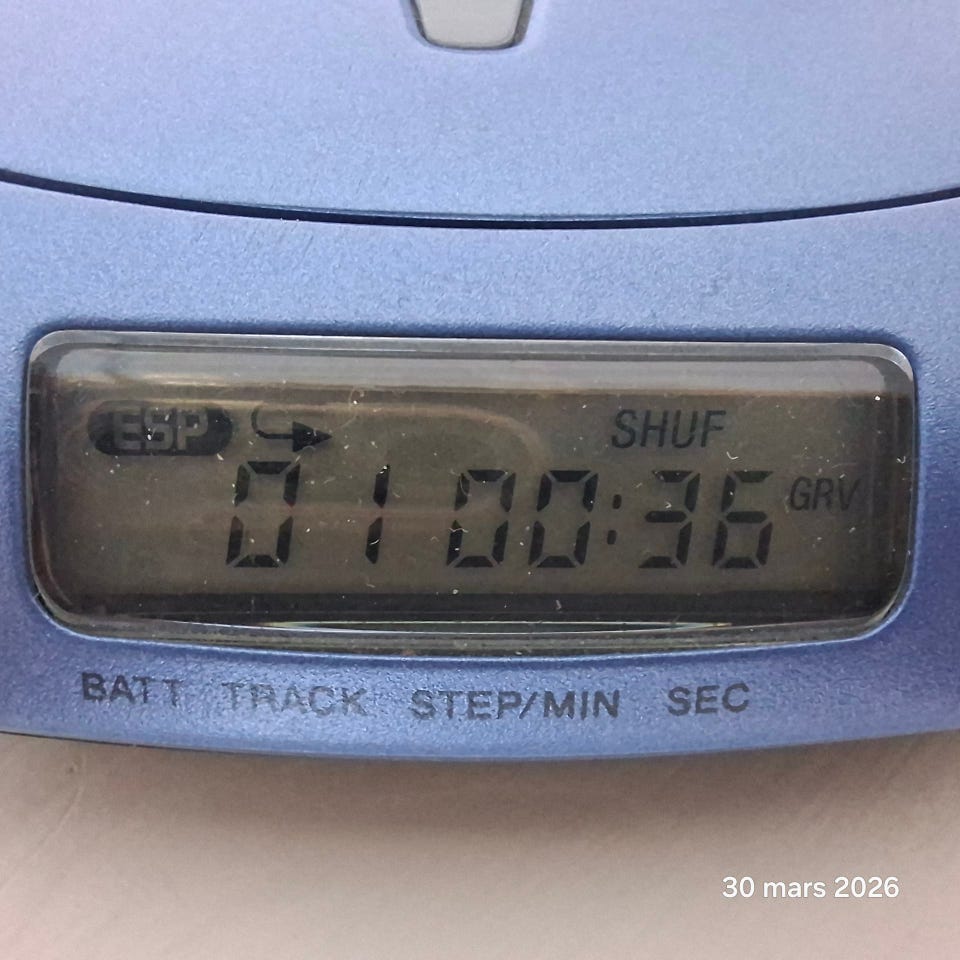 ESP SHUF
01 00:36 GRV
BATT TRACK STEP/MIN SEC
30 mars 2026